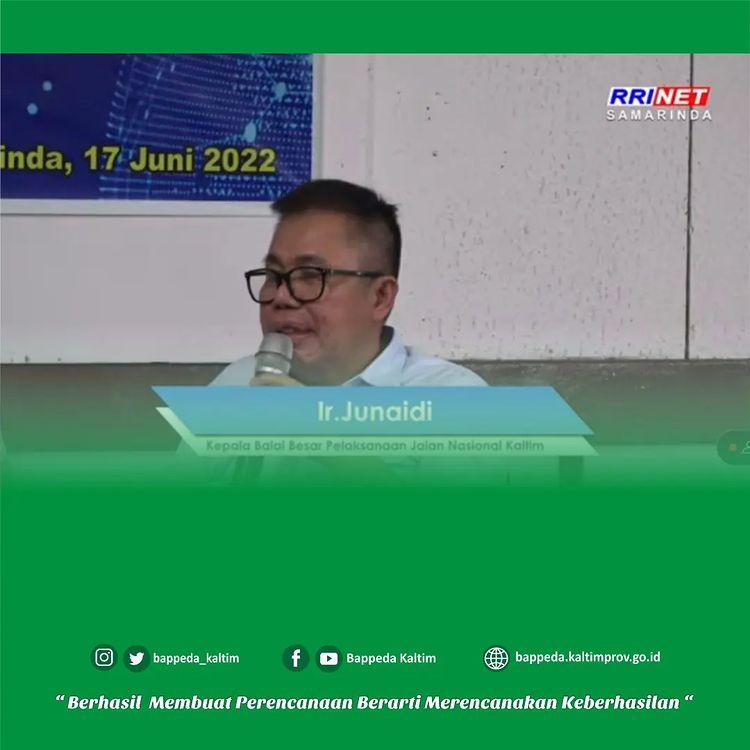 RRINET
SAMARINDA
inda, 17 Juni 2022
Ir.Junaidi
Kepala Balai Besar Pelaksanaan Jalan Nasional Kaltim
bappeda_kaltim
Bappeda Kaltim
bappeda.kaltimprov.go.id
“ Berhasil Membuat Perencanaan Berarti Merencanakan Keberhasilan “